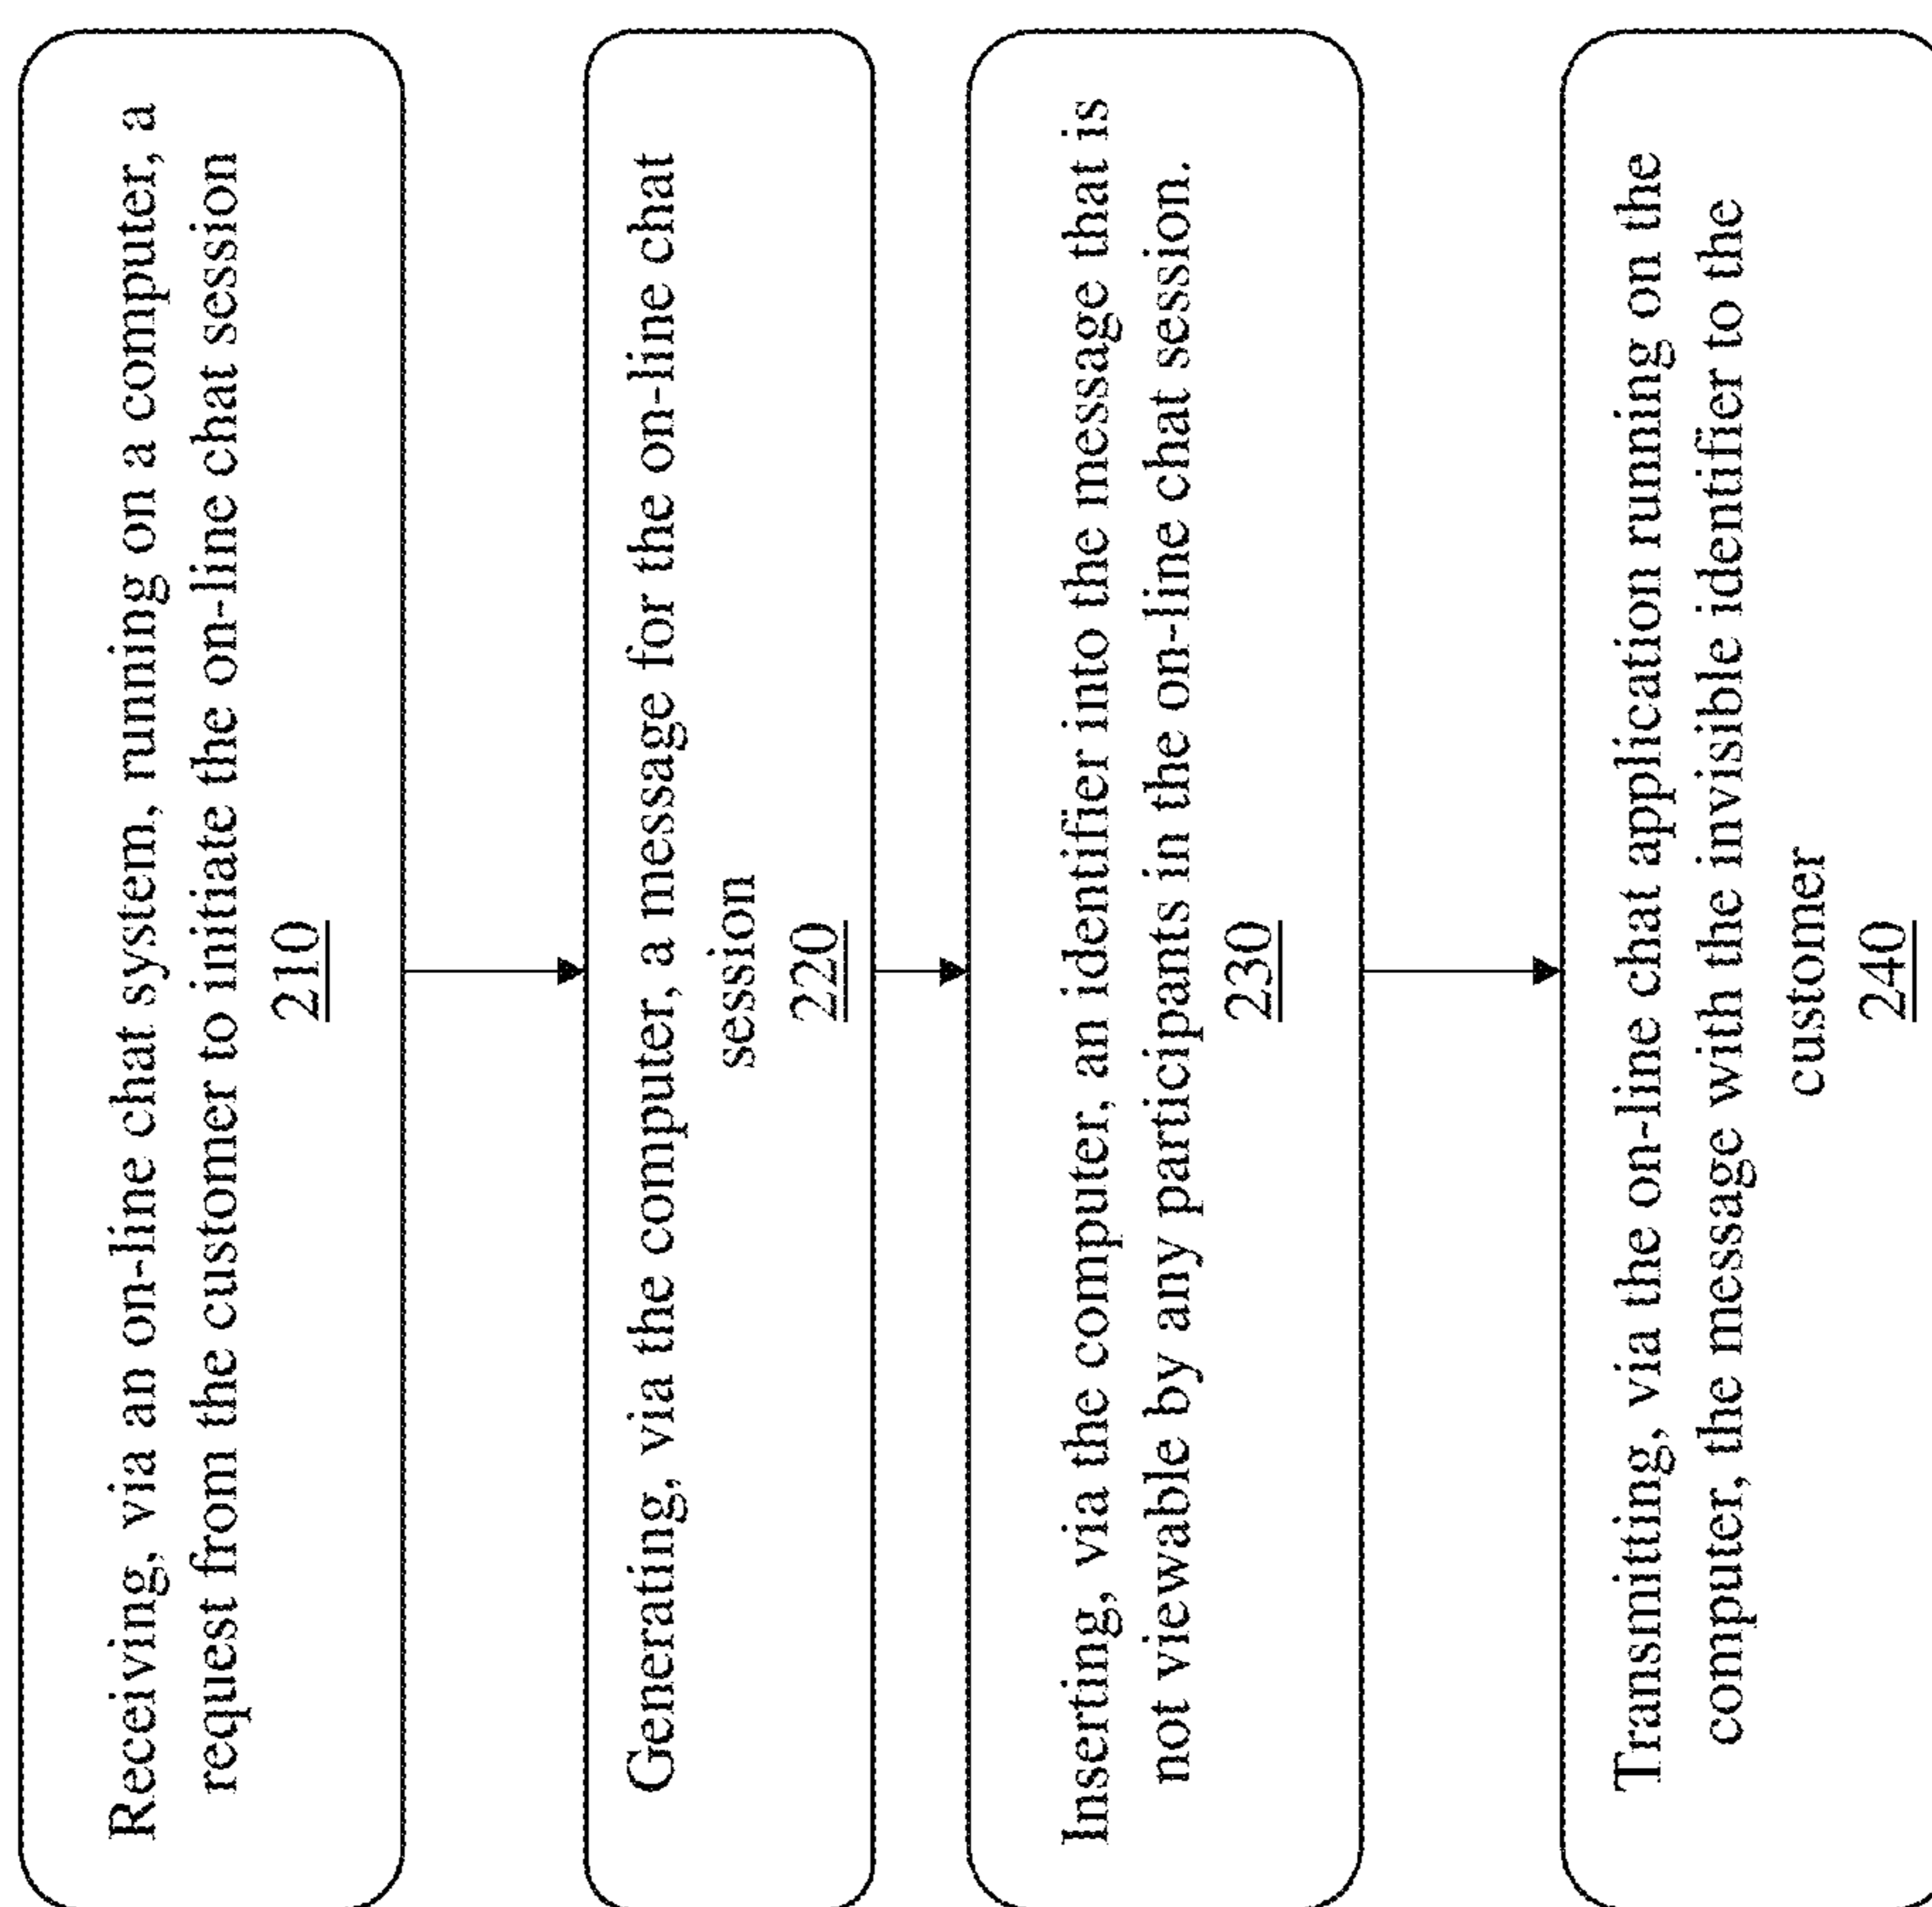 Receiving, via an on-line chat system, running on a computer, a
request from the customer to initiate the on-line chat session
210
Generating, via the computer, a message for the on-line chat
session
220
Inserting, via the computer, an identifier into the message that is
not viewable by any participants in the on-line chat session.
230
Transmitting, via the on-line chat application running on the
computer, the message with the invisible identifier to the
customer
240